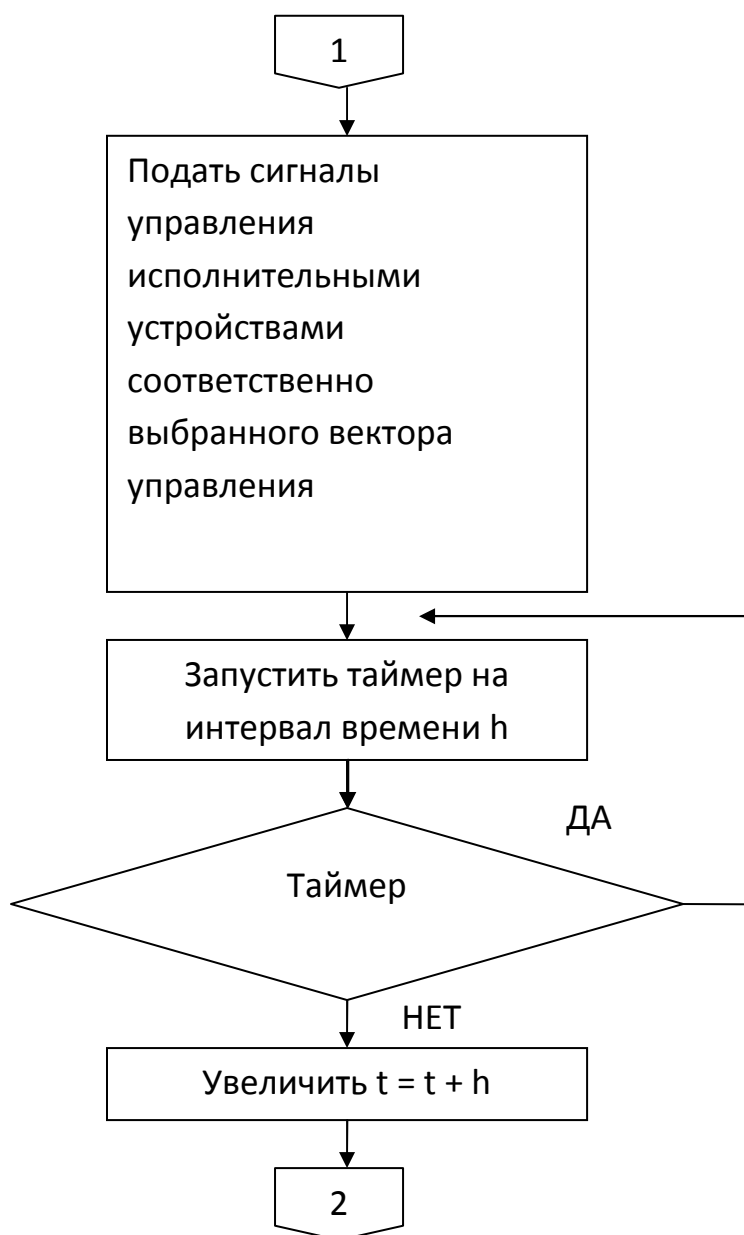 1
Подать сигналы
управления
исполнительными
устройствами
соответственно
выбранного вектора
управления
Запустить таймер на
интервал времени h
ДА
Таймер
НЕТ
Увеличить t = t + h
2